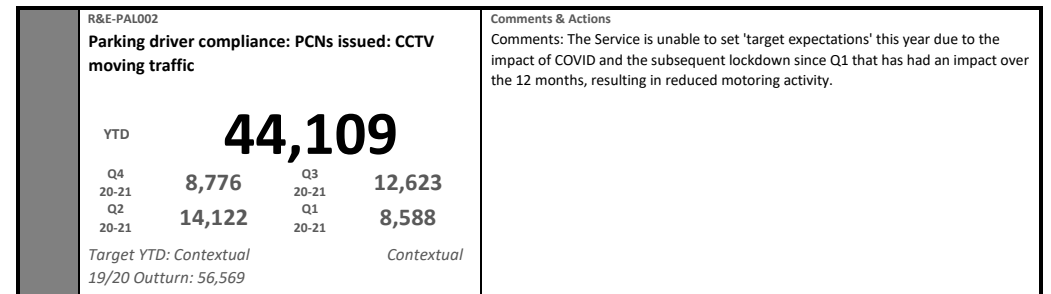 R&E-PAL002
Parking driver compliance: PCNs issued: CCTV
moving traffic
YTD 44,109
Q4 20-21 8,776 Q3 20-21 12,623
Q2 20-21 14,122 Q1 20-21 8,588
Target YTD: Contextual Contextual
19/20 Outturn: 56,569
Comments & Actions
Comments: The Service is unable to set 'target expectations' this year due to the
impact of COVID and the subsequent lockdown since Q1 that has had an impact over
the 12 months, resulting in reduced motoring activity.